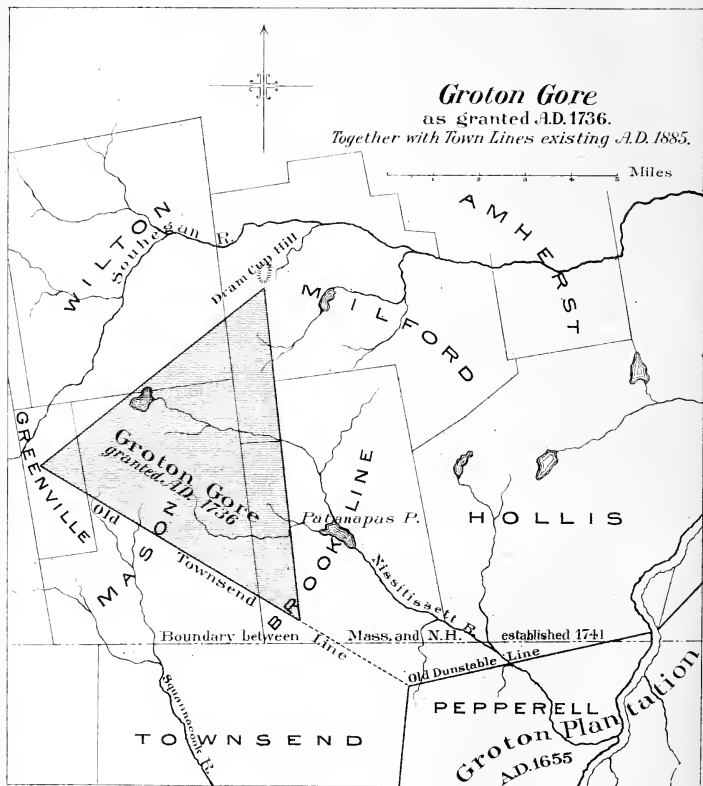 Groton Gore
as granted A.D. 1736.
Together with Town Lines existing A.D. 1885.
1 2 3 4 5 Miles
AMHERST
WILTON
Souhegan R.
Dram Cup Hill
MILFORD
GREENVILLE
Groton Gore
granted A.D. 1736
MASON
BROOKLINE
Patanapas P.
HOLLIS
Old Townsend Line
Nissilissett R.
Boundary between Mass. and N.H. established 1741
Old Dunstable Line
Squannacook R.
PEPPERELL
TOWNSEND
Groton Plantation
A.D. 1655